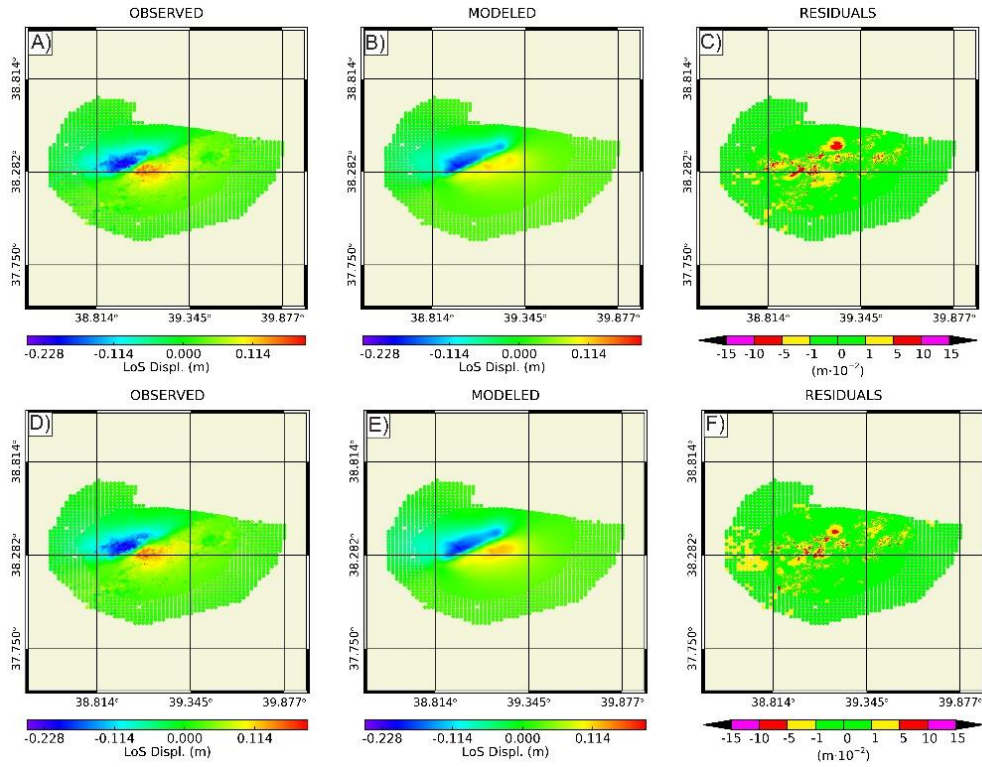 OBSERVED MODELED RESIDUALS
A) B) C)
38.814° 38.814° 38.814°
38.282° 38.282° 38.282°
37.750° 37.750° 37.750°
38.814° 39.345° 39.877° 38.814° 39.345° 39.877° 38.814° 39.345° 39.877°
-0.228 -0.114 0.000 0.114 -0.228 -0.114 0.000 0.114 -15 -10 -5 -1 0 1 5 10 15
LoS Displ. (m) LoS Displ. (m) (m·10⁻²)
OBSERVED MODELED RESIDUALS
D) E) F)
38.814° 38.814° 38.814°
38.282° 38.282° 38.282°
37.750° 37.750° 37.750°
38.814° 39.345° 39.877° 38.814° 39.345° 39.877° 38.814° 39.345° 39.877°
-0.228 -0.114 0.000 0.114 -0.228 -0.114 0.000 0.114 -15 -10 -5 -1 0 1 5 10 15
LoS Displ. (m) LoS Displ. (m) (m·10⁻²)